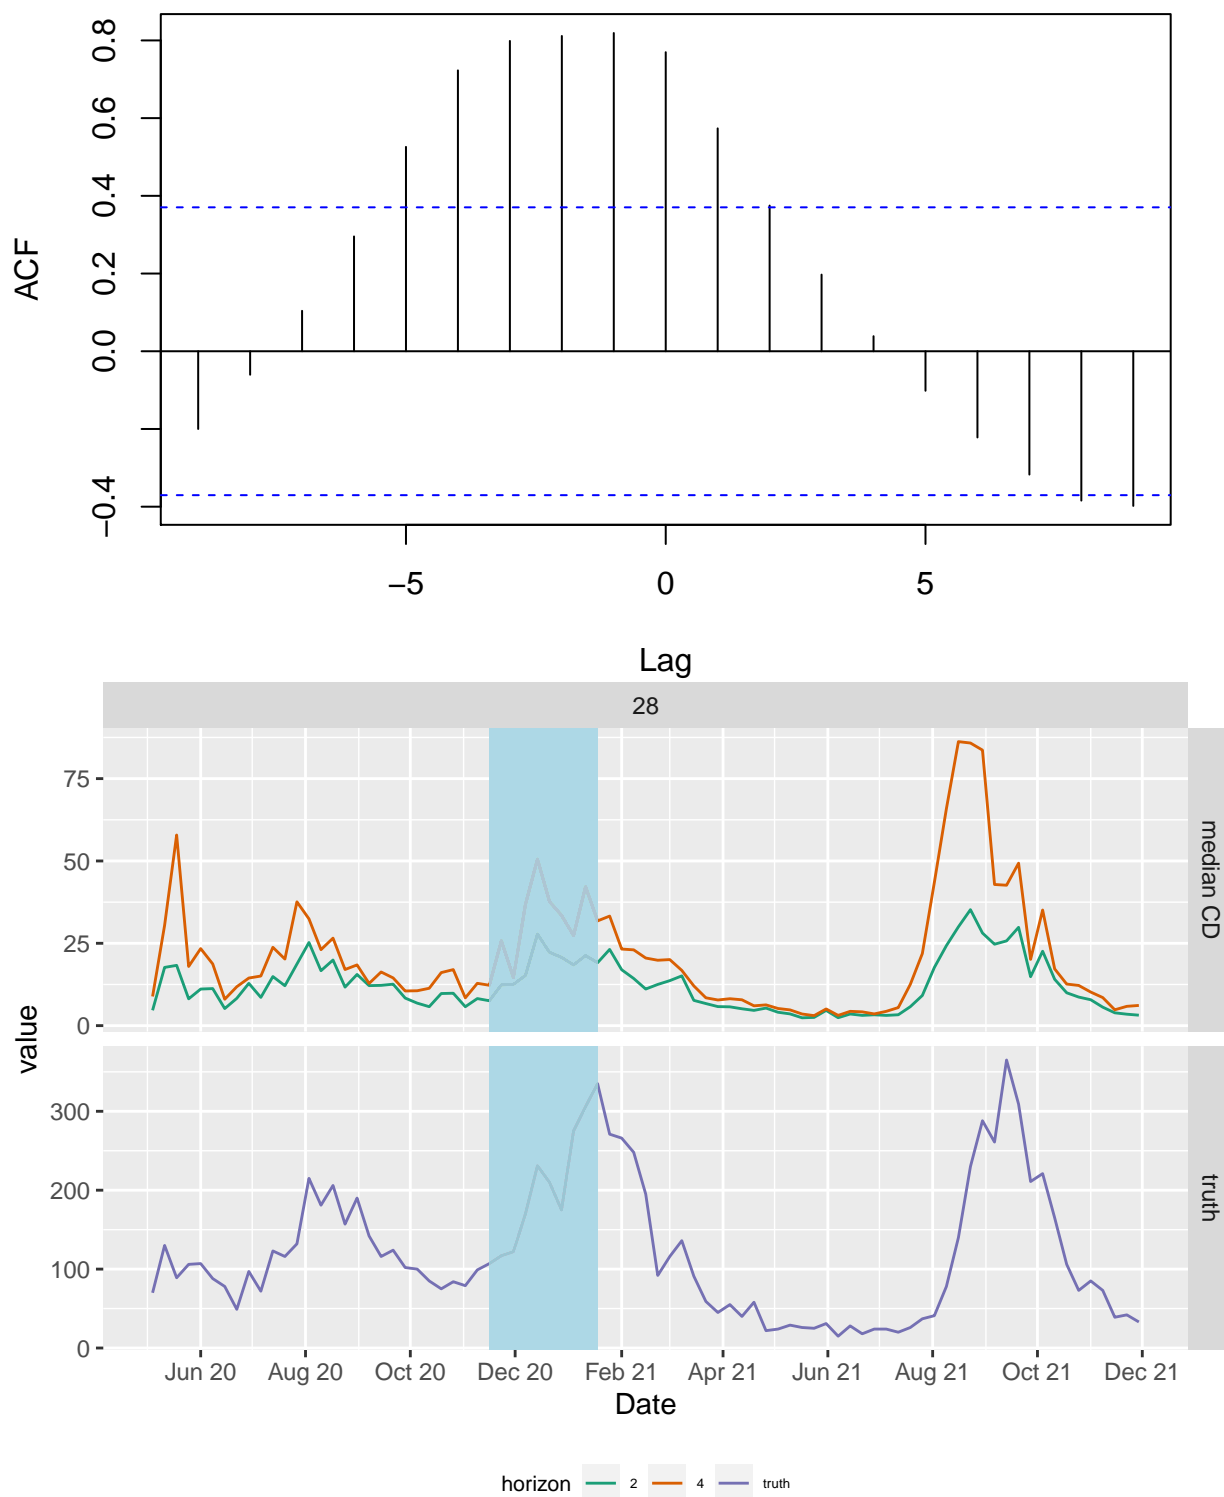 ACF
0.8
0.6
0.4
0.2
0.0
−0.4
−5 0 5
Lag
28
75
50
25
0
median CD
value
300
200
100
0
truth
Jun 20 Aug 20 Oct 20 Dec 20 Feb 21 Apr 21 Jun 21 Aug 21 Oct 21 Dec 21
Date
horizon 2 4 truth